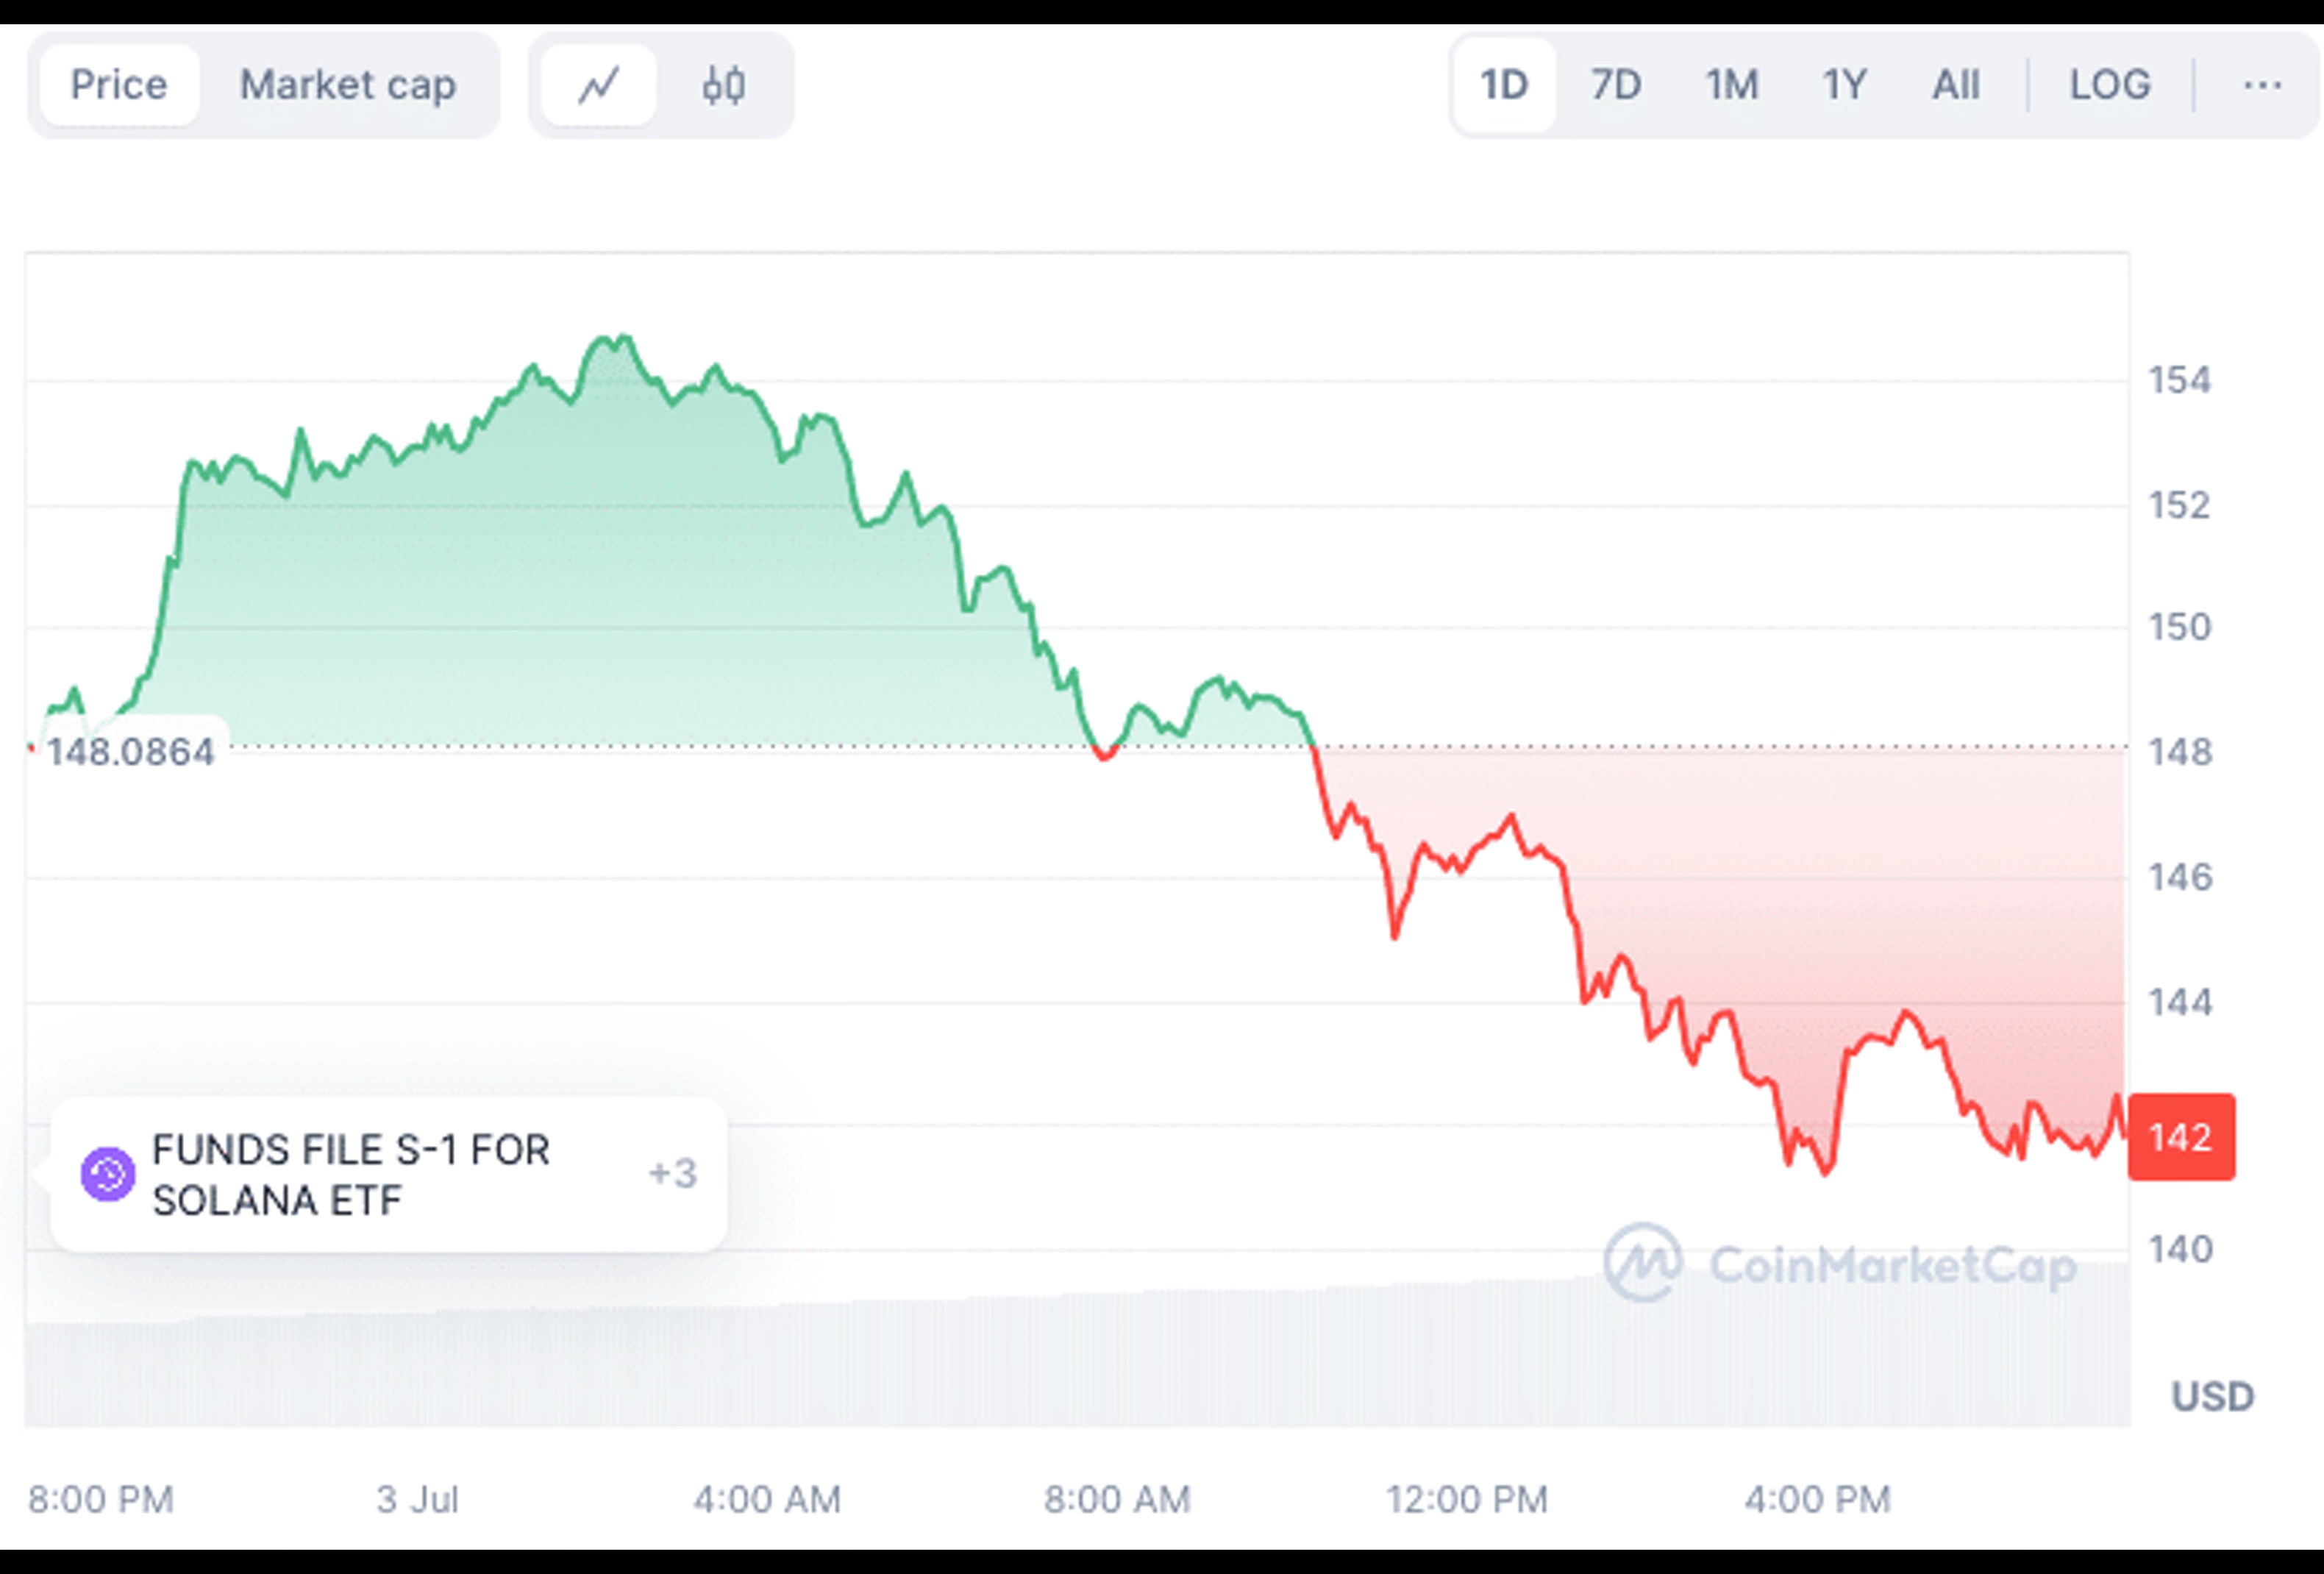 Price Market cap 1D 7D 1M 1Y All LOG ...
154
152
150
148.0864 148
146
144
FUNDS FILE S-1 FOR
SOLANA ETF
+3
142
140
CoinMarketCap
USD
8:00 PM 3 Jul 4:00 AM 8:00 AM 12:00 PM 4:00 PM